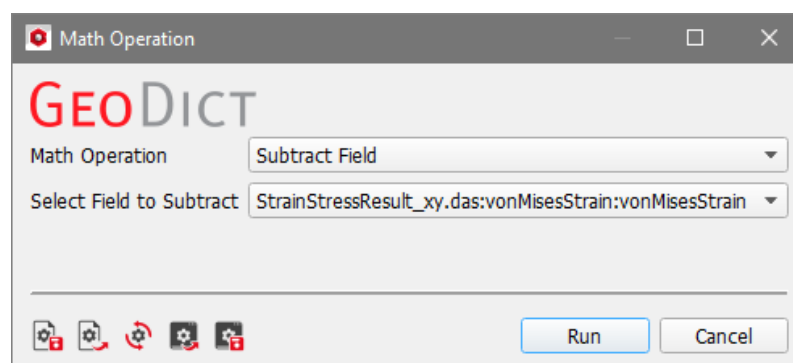 Math Operation
GEODICT
Math Operation Subtract Field
Select Field to Subtract StrainStressResult_xy.das:vonMisesStrain:vonMisesStrain
Run Cancel